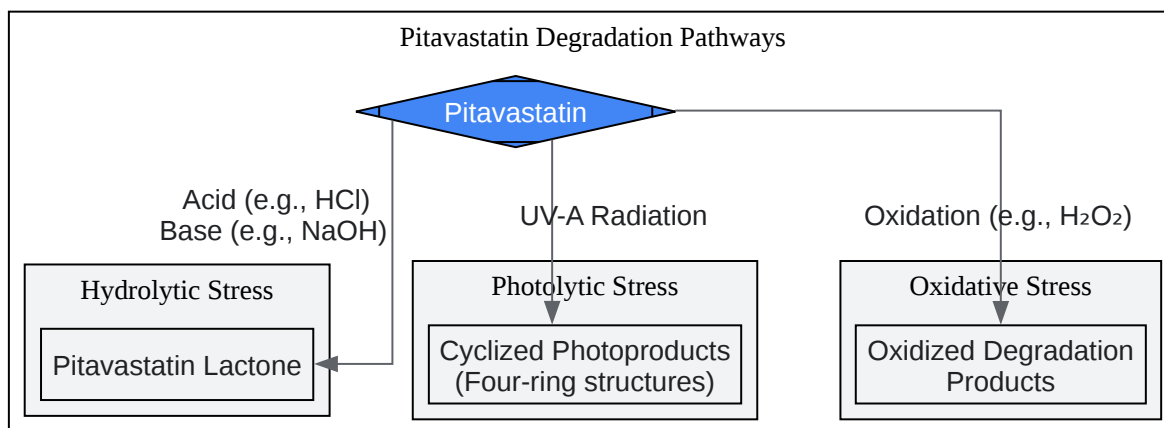 Pitavastatin Degradation Pathways
Pitavastatin
Acid (e.g., HCl)
Base (e.g., NaOH)
UV-A Radiation
Oxidation (e.g., H₂O₂)
Hydrolytic Stress
Pitavastatin Lactone
Photolytic Stress
Cyclized Photoproducts
(Four-ring structures)
Oxidative Stress
Oxidized Degradation
Products